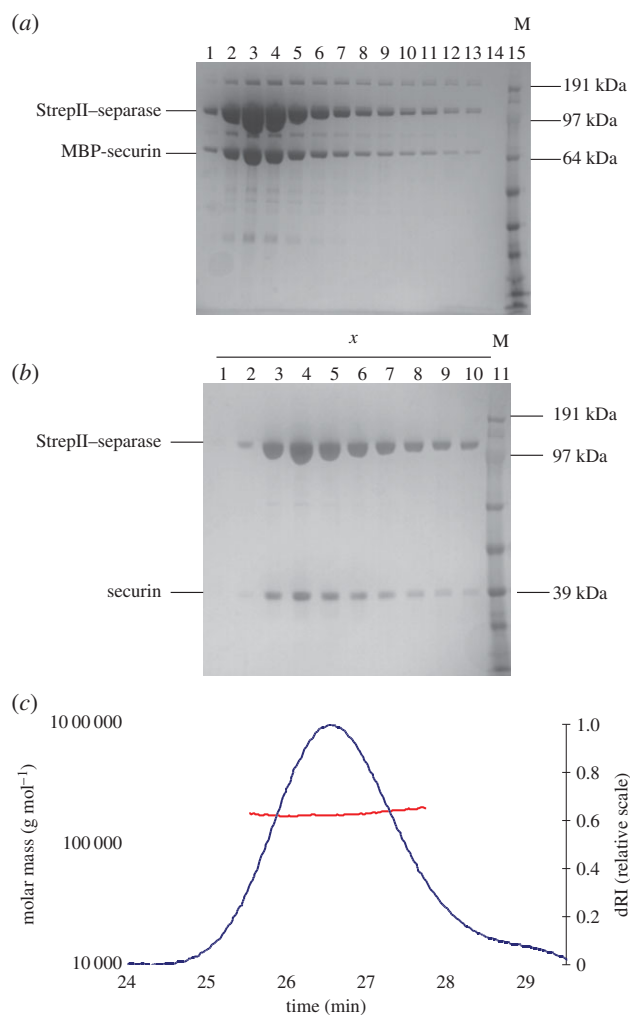 (a)
M
1 2 3 4 5 6 7 8 9 10 11 12 13 14 15
191 kDa
StrepII–separase
97 kDa
MBP-securin
64 kDa
x
M
(b)
1 2 3 4 5 6 7 8 9 10 11
191 kDa
StrepII–separase
97 kDa
securin
39 kDa
(c)
10 00 000
100 000
10 000
molar mass (g mol⁻¹)
1.0
0.8
0.6
0.4
0.2
0
dRI (relative scale)
24 25 26 27 28 29
time (min)